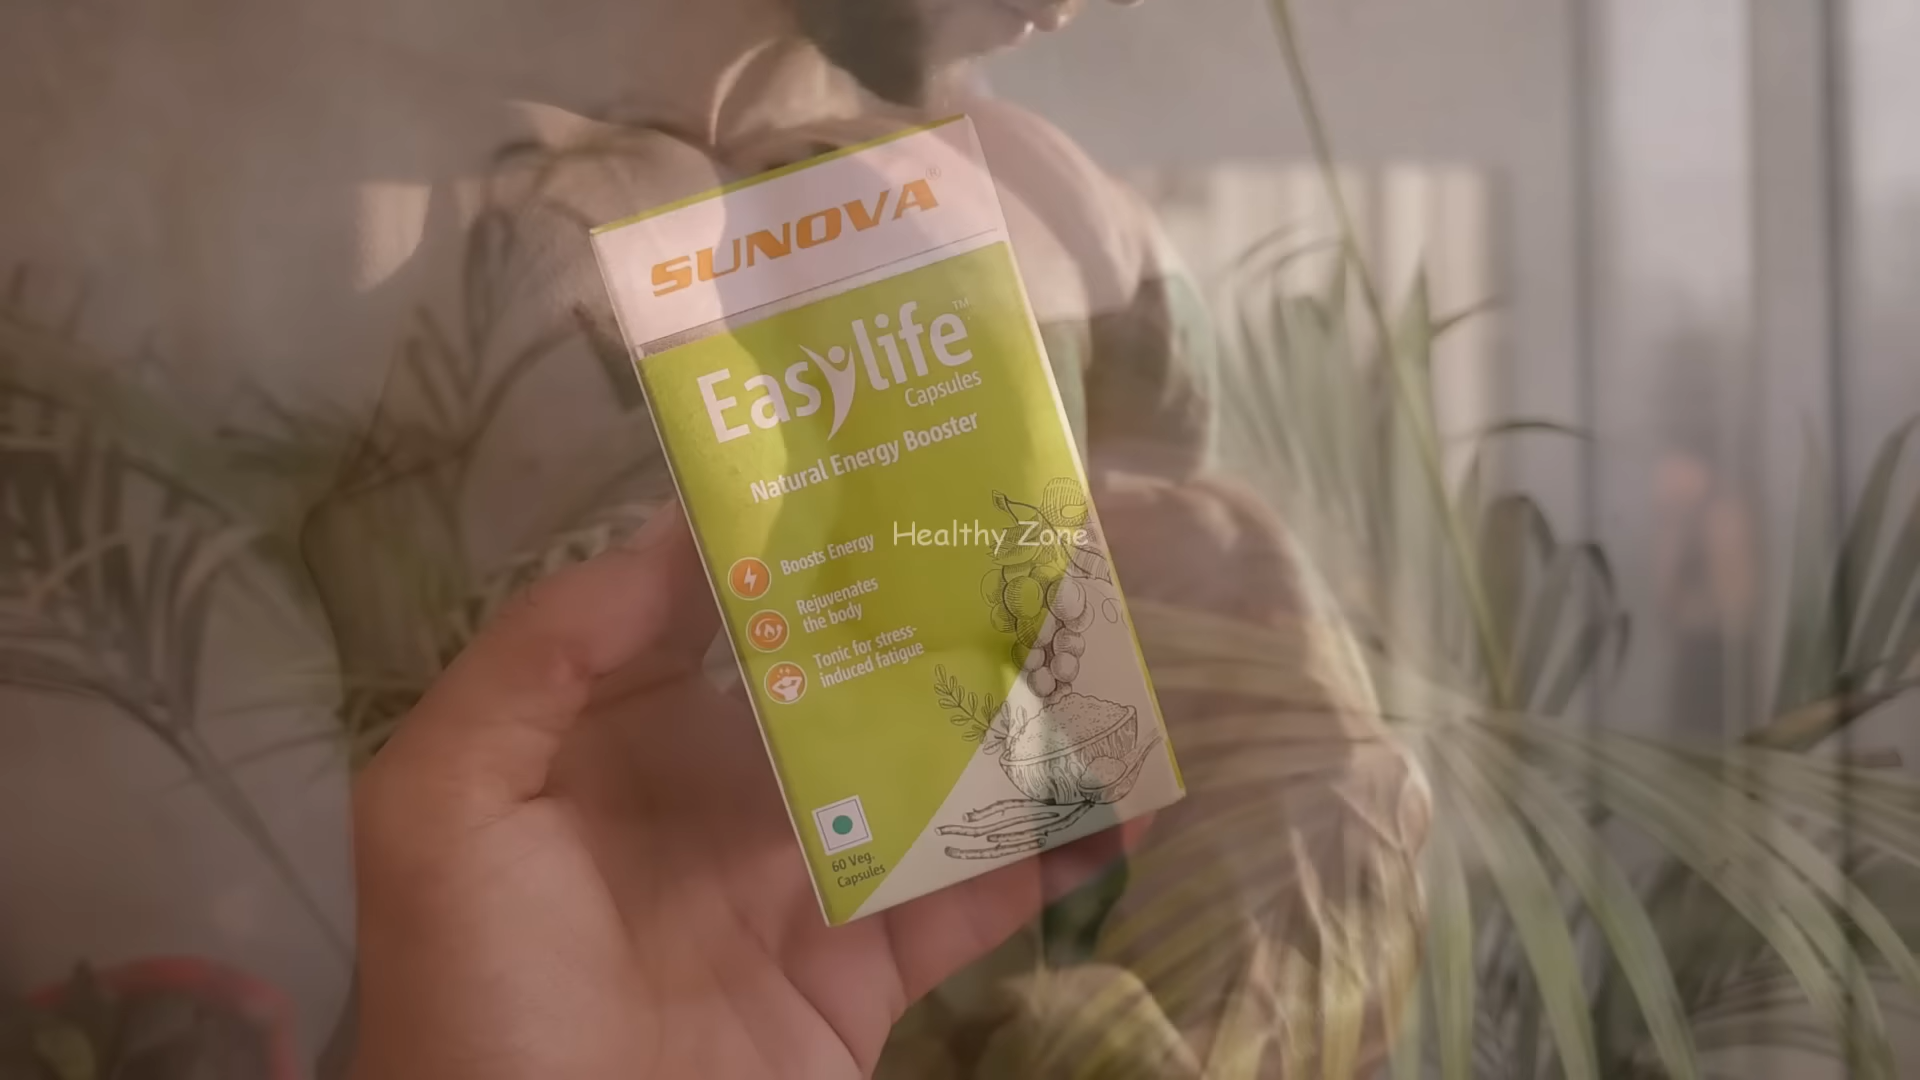 SUNOVA®
Easylife™
Capsules
Natural Energy Booster
Boosts Energy
Rejuvenates
the body
Tonic for stress-
induced fatigue
Healthy Zone
60 Veg.
Capsules